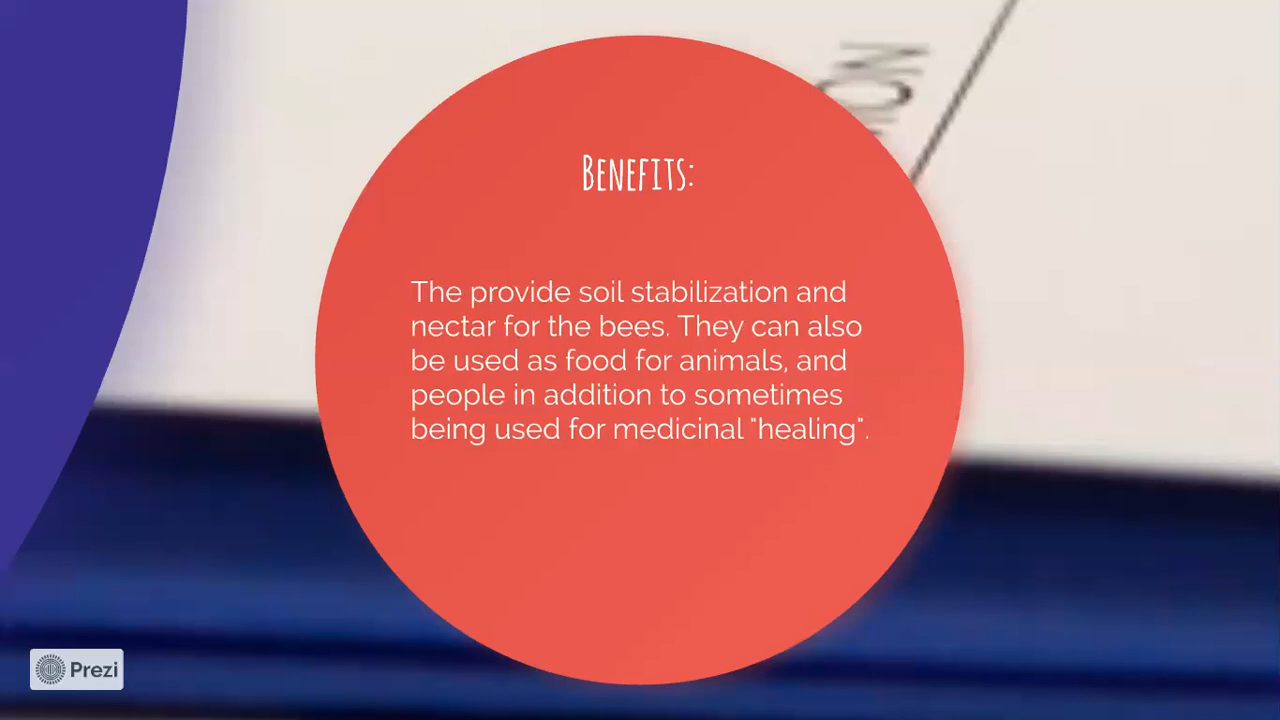 ION
Benefits:
The provide soil stabilization and
nectar for the bees. They can also
be used as food for animals, and
people in addition to sometimes
being used for medicinal "healing".
Prezi